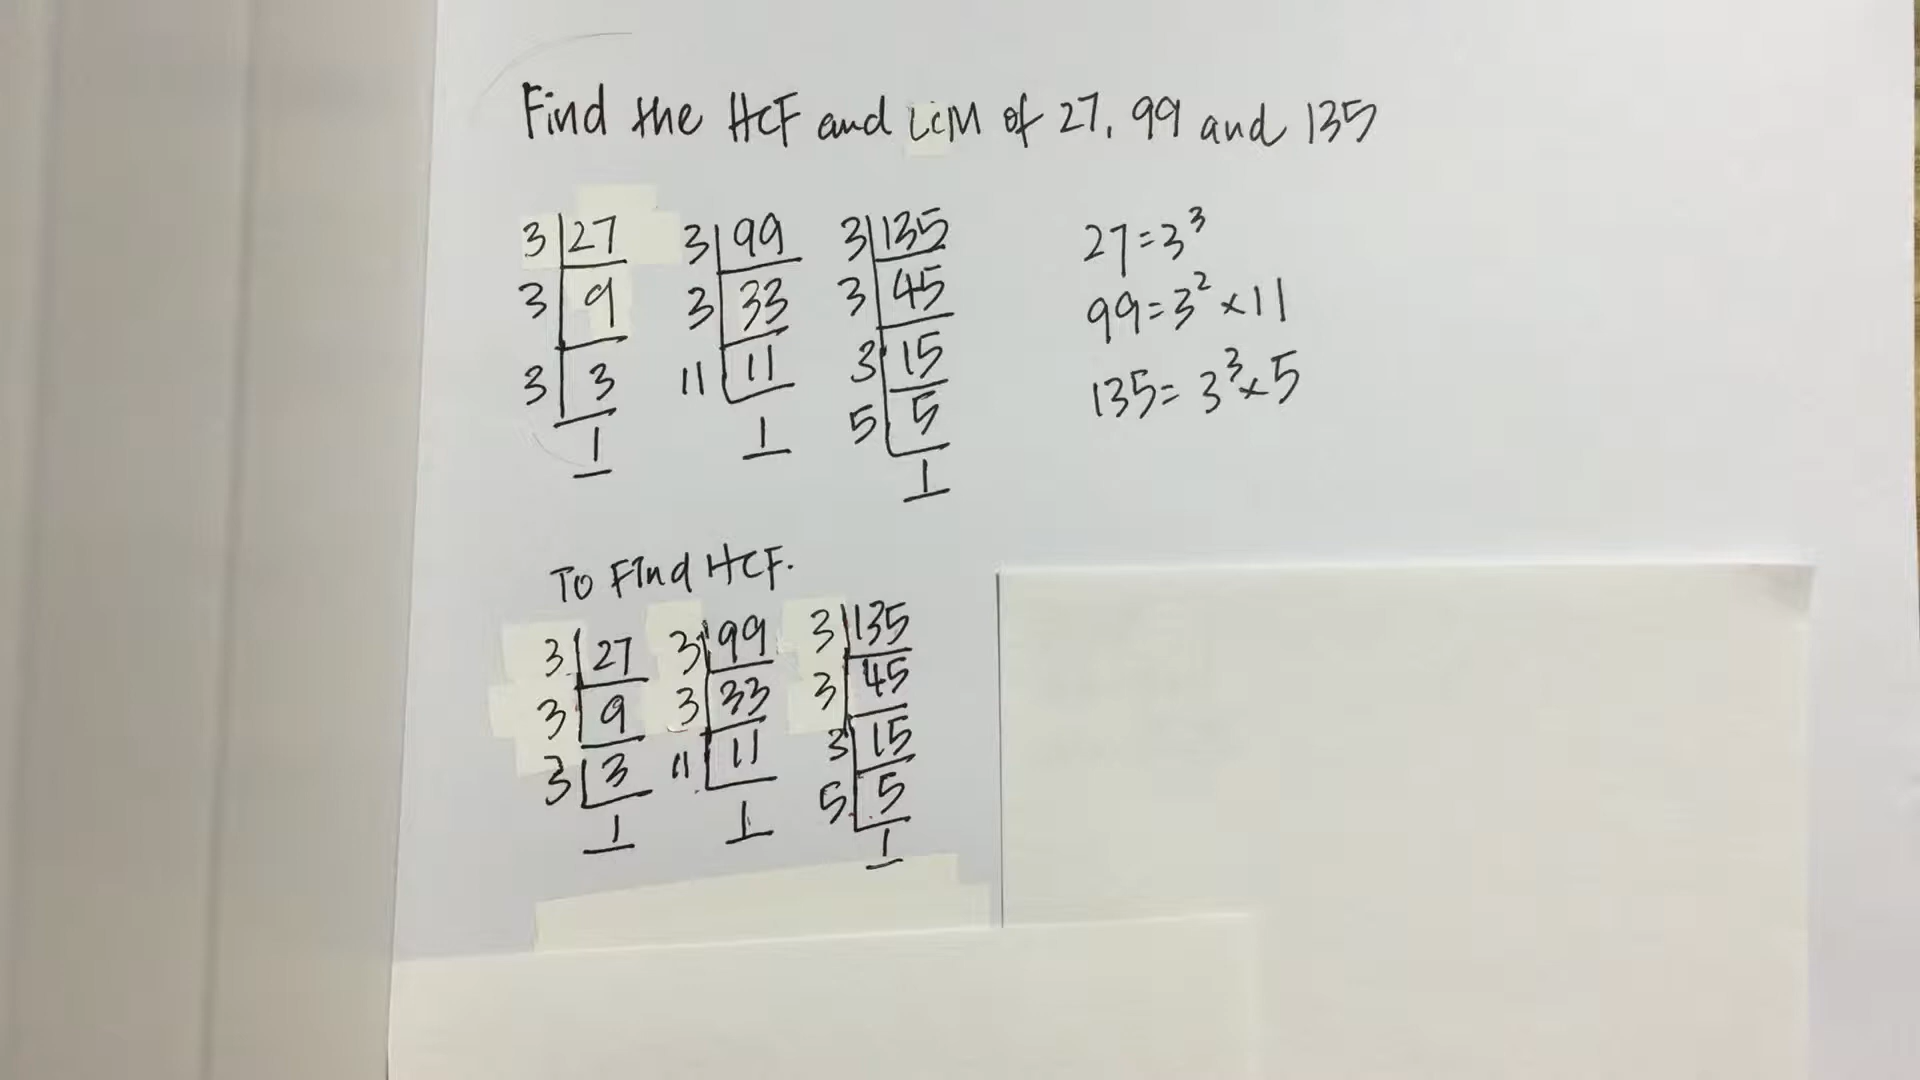 Find the HCF and LCM of 27, 99 and 135
3 27 3 99 3 135
3 9 3 33 3 45
3 3 11 11 3 15
1 1 5 5
1
27=3³
99=3²×11
135=3³×5
To Find HCF.
3 27 3 99 3 135
3 9 3 33 3 45
3 3 11 11 3 15
1 1 5 5
1